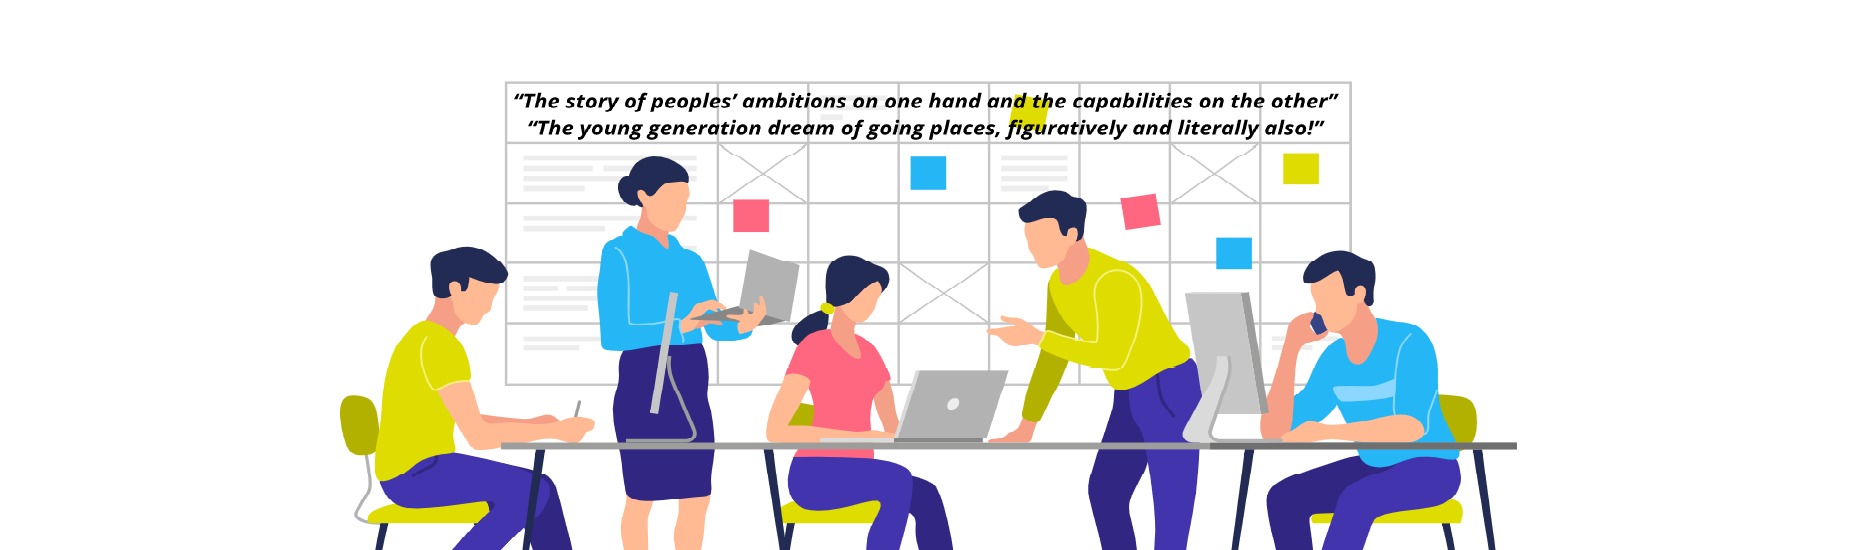 “The story of peoples’ ambitions on one hand and the capabilities on the other”
“The young generation dream of going places, figuratively and literally also!”